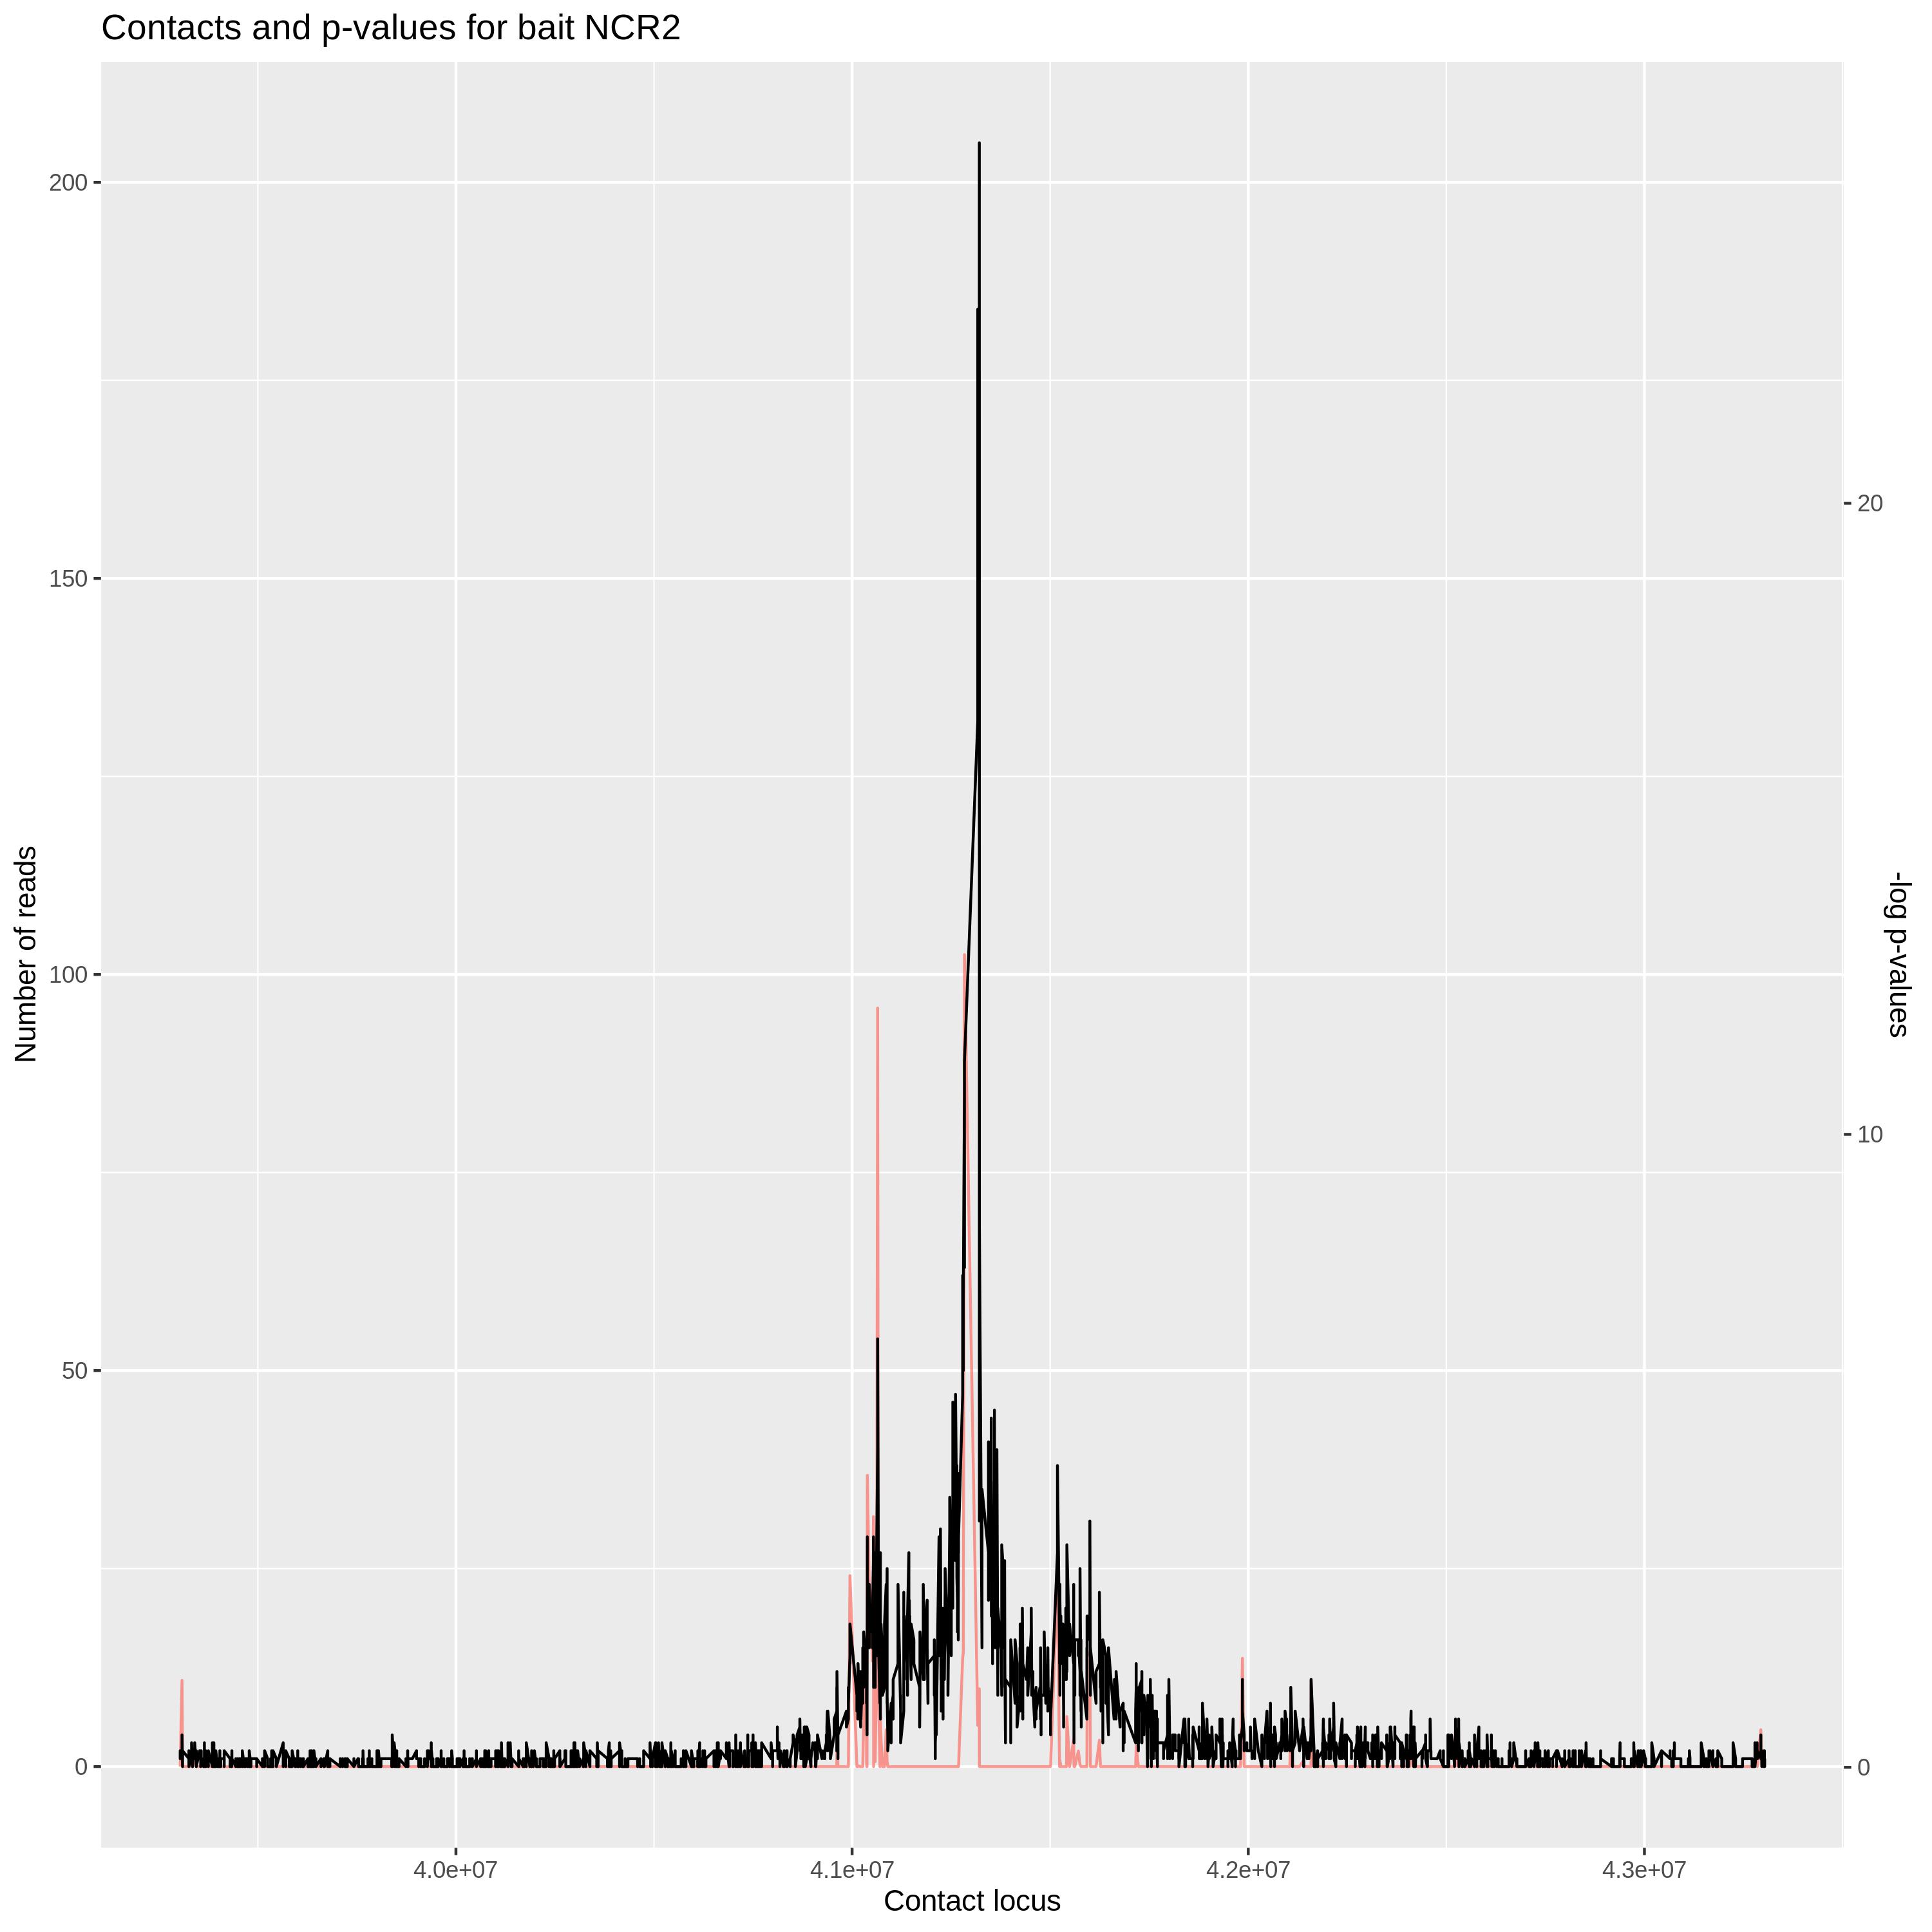 Contacts and p-values for bait NCR2
200
150
100
50
0
Number of reads
20
10
0
-log p-values
4.0e+07
4.1e+07
4.2e+07
4.3e+07
Contact locus